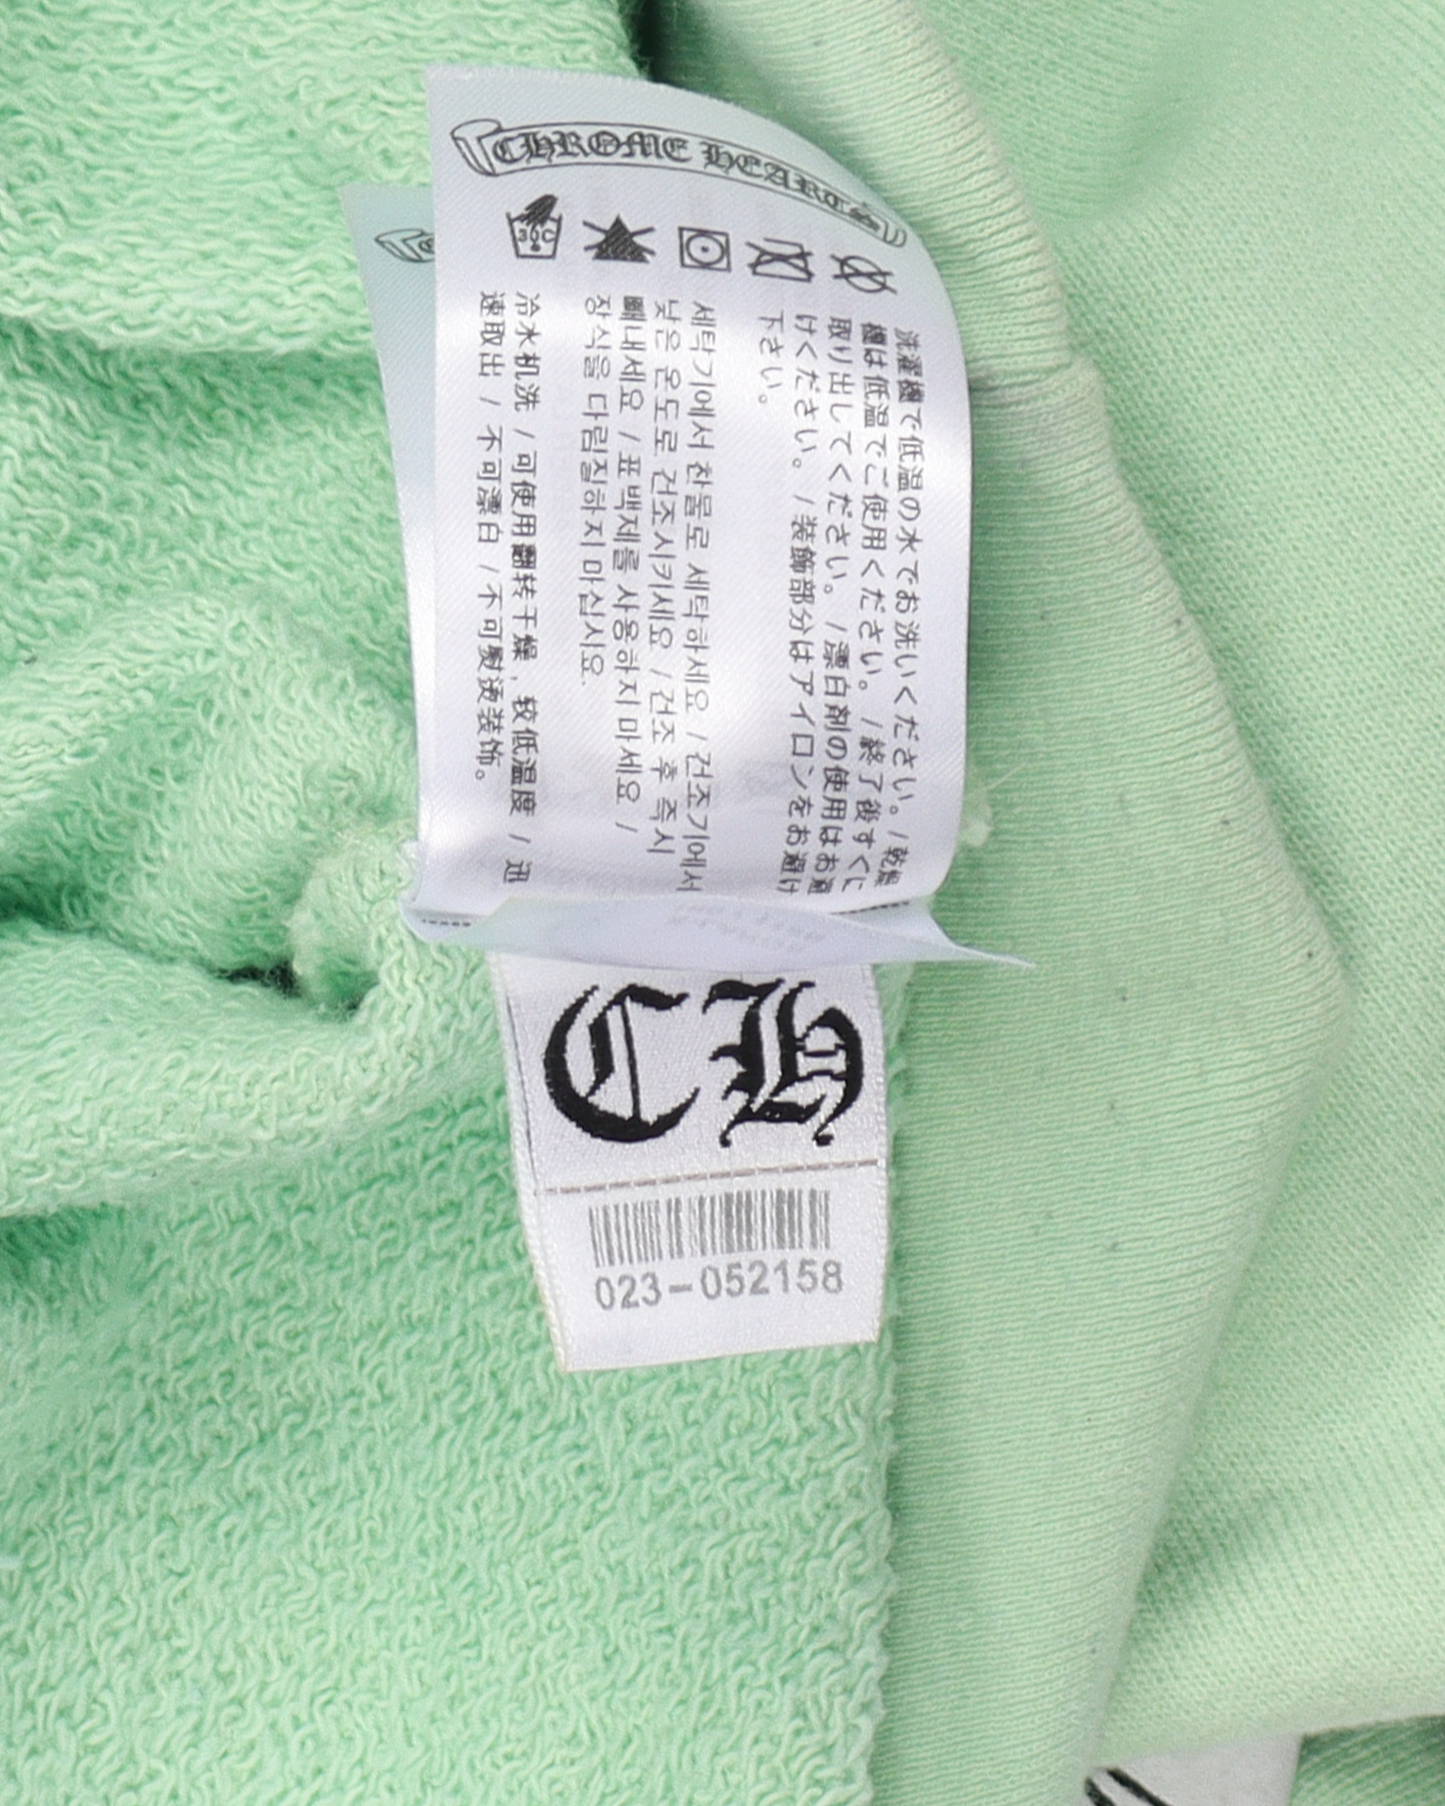 CHROME HEARTS
30C
洗濯機で低温の水でお洗いください。/乾燥
機は低温でご使用ください。/終了後すぐに
取り出してください。/漂白剤の使用はお避
けください。/装飾部分はアイロンをお避け
下さい。
세탁기에서 찬물로 세탁하세요 /건조기에서
낮은 온도로 건조시키세요 /건조 후 즉시
빼내세요 / 표백제를 사용하지 마세요 /
장식을 다림질하지 마십시요.
冷水机洗 / 可使用翻转干燥，较低温度 / 迅
速取出 / 不可漂白 / 不可熨烫装饰。
CH
023-052158